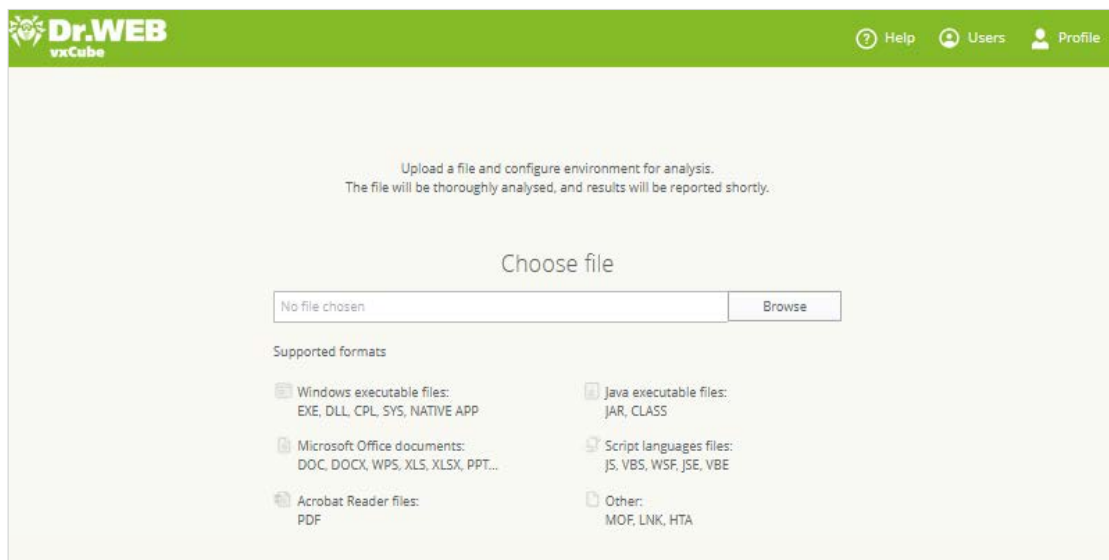 Dr.WEB
vxCube
Help Users Profile
Upload a file and configure environment for analysis.
The file will be thoroughly analysed, and results will be reported shortly.
Choose file
No file chosen Browse
Supported formats
Windows executable files:
EXE, DLL, CPL, SYS, NATIVE APP
Java executable files:
JAR, CLASS
Microsoft Office documents:
DOC, DOCX, WPS, XLS, XLSX, PPT...
Script languages files:
JS, VBS, WSF, JSE, VBE
Acrobat Reader files:
PDF
Other:
MOF, LNK, HTA